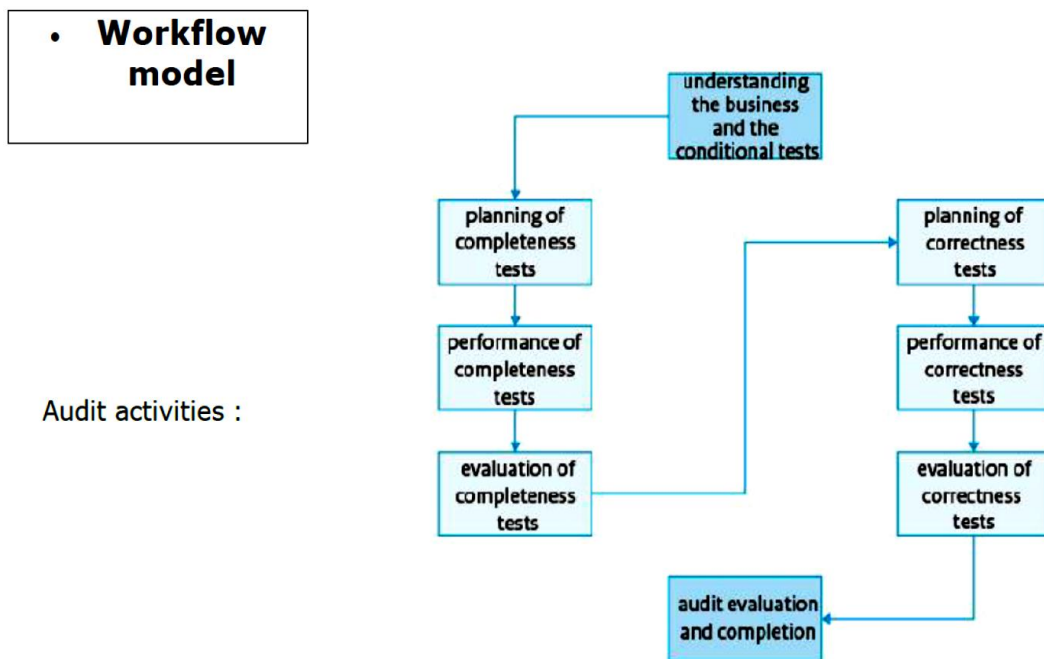 • Workflow
model
understanding
the business
and the
conditional tests
planning of
completeness
tests
planning of
correctness
tests
performance of
completeness
tests
performance of
correctness
tests
Audit activities :
evaluation of
completeness
tests
evaluation of
correctness
tests
audit evaluation
and completion